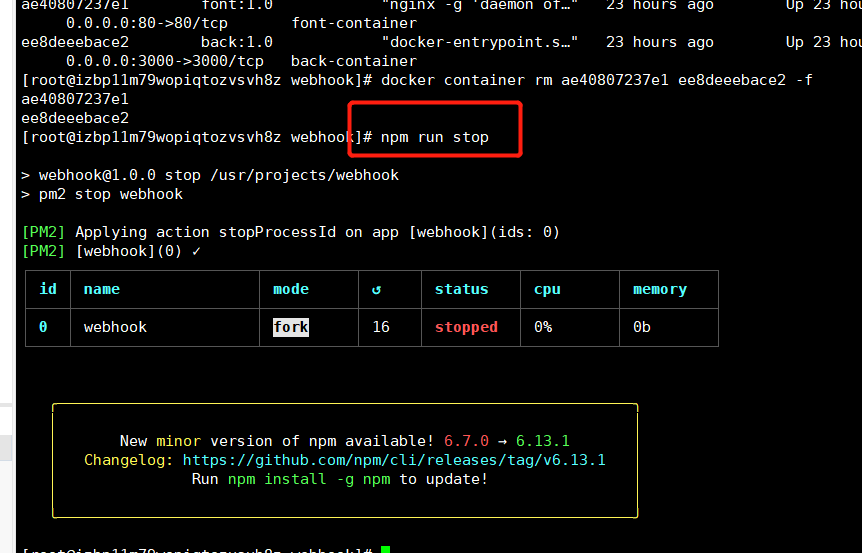 ae40807237e1        font:1.0            "nginx -g 'daemon of…"   23 hours ago        Up 23 hou
     0.0.0.0:80->80/tcp       font-container
ee8deeebace2        back:1.0            "docker-entrypoint.s…"   23 hours ago        Up 23 hou
     0.0.0.0:3000->3000/tcp   back-container
[root@izbp11m79wopiqtozvsvh8z webhook]# docker container rm ae40807237e1 ee8deeebace2 -f
ae40807237e1
ee8deeebace2
[root@izbp11m79wopiqtozvsvh8z webhook]# npm run stop
> webhook@1.0.0 stop /usr/projects/webhook
> pm2 stop webhook
[PM2] Applying action stopProcessId on app [webhook](ids: 0)
[PM2] [webhook](0) ✓
id name mode ↺ status cpu memory
0 webhook fork 16 stopped 0% 0b
New minor version of npm available! 6.7.0 → 6.13.1
Changelog: https://github.com/npm/cli/releases/tag/v6.13.1
Run npm install -g npm to update!
[root@izbp11m79wopiqtozvsvh8z webhook]#